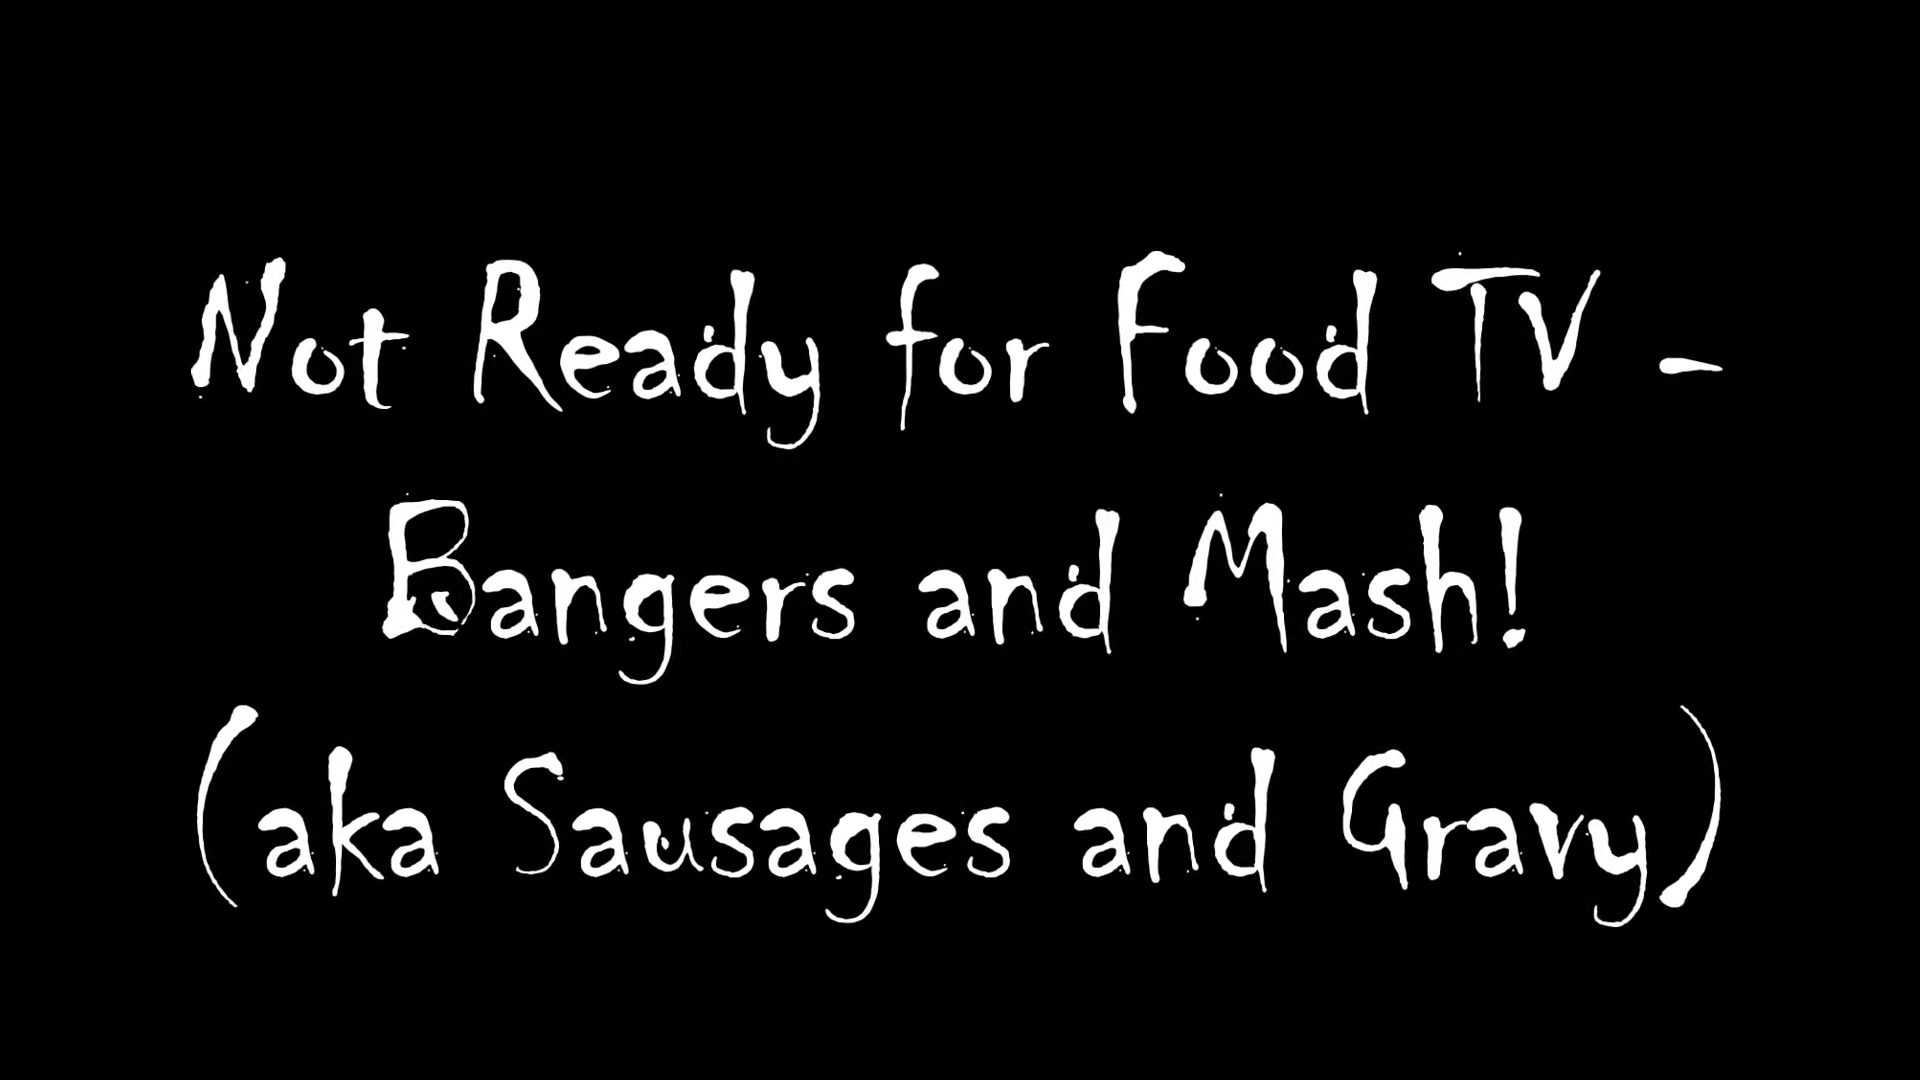 Not Ready for Food TV -
Bangers and Mash!
(aka Sausages and Gravy)